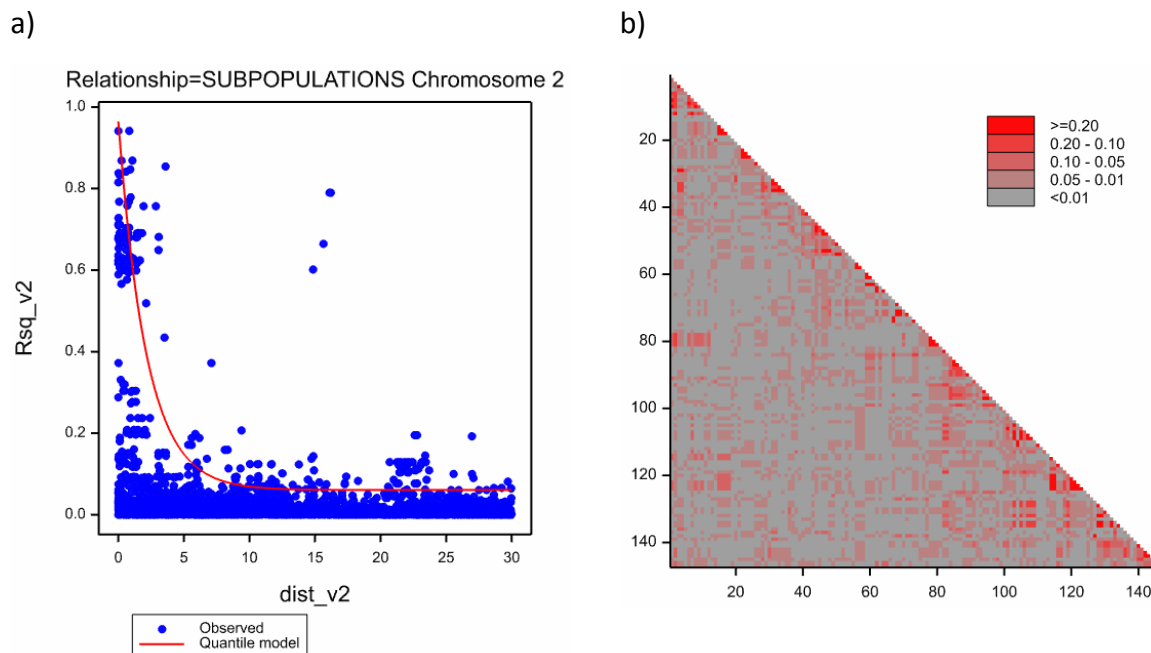 a)
Relationship=SUBPOPULATIONS Chromosome 2
1.0
0.8
0.6
0.4
0.2
0.0
Rsq_v2
0 5 10 15 20 25 30
dist_v2
Observed
Quantile model
b)
>=0.20
0.20 - 0.10
0.10 - 0.05
0.05 - 0.01
<0.01
20
40
60
80
100
120
140
20 40 60 80 100 120 140